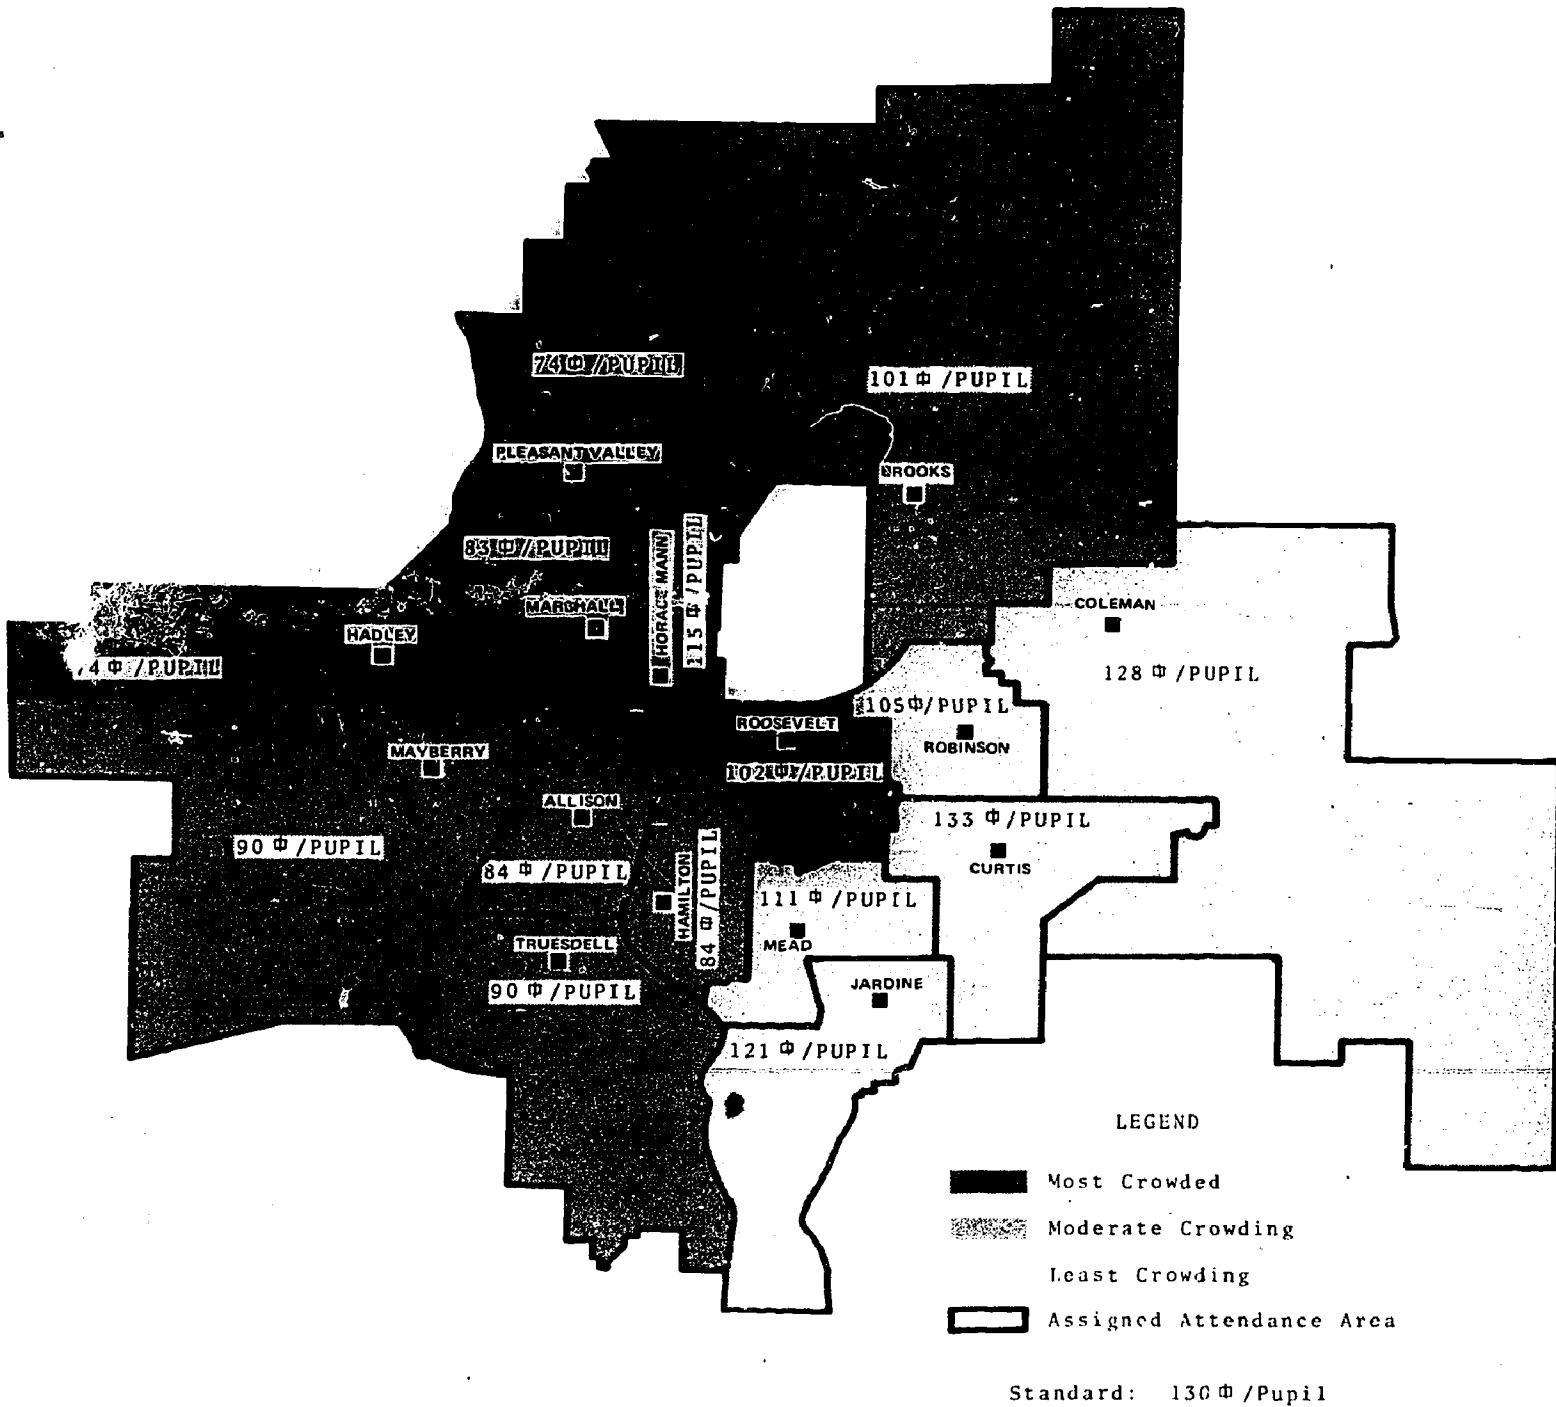 74 ⏀ /PUPIL
101 ⏀ /PUPIL
PLEASANT VALLEY
BROOKS
83 ⏀ /PUPIL
HORACE MANN
115 ⏀ /PUPIL
MARSHALL
HADLEY
74 ⏀ /PUPIL
COLEMAN
128 ⏀ /PUPIL
105 ⏀ /PUPIL
ROBINSON
ROOSEVELT
102 ⏀ /PUPIL
MAYBERRY
ALLISON
133 ⏀ /PUPIL
CURTIS
90 ⏀ /PUPIL
84 ⏀ /PUPIL
HAMILTON
84 ⏀ /PUPIL
111 ⏀ /PUPIL
MEAD
TRUESDELL
90 ⏀ /PUPIL
JARDINE
121 ⏀ /PUPIL
LEGEND
Most Crowded
Moderate Crowding
Least Crowding
Assigned Attendance Area
Standard: 130 ⏀ /Pupil